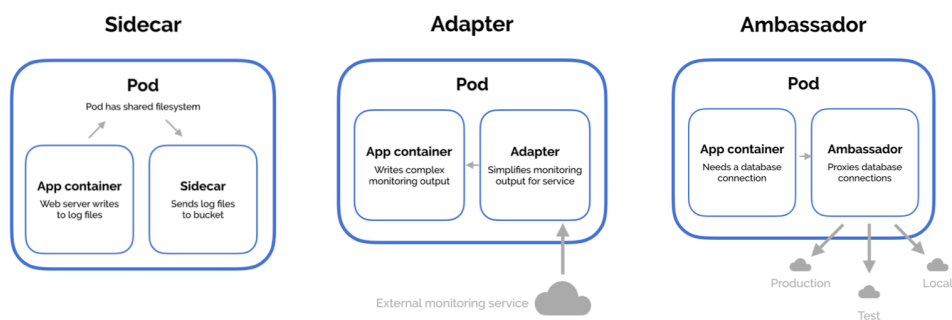 Sidecar
Pod
Pod has shared filesystem
App container
Web server writes
to log files
Sidecar
Sends log files
to bucket
Adapter
Pod
App container
Writes complex
monitoring output
Adapter
Simplifies monitoring
output for service
External monitoring service
Ambassador
Pod
App container
Needs a database
connection
Ambassador
Proxies database
connections
Production
Test
Local